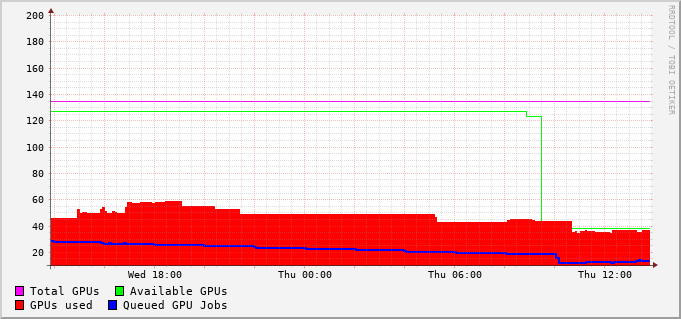 200
180
160
140
120
100
80
60
40
20
Wed 18:00 Thu 00:00 Thu 06:00 Thu 12:00
Total GPUs Available GPUs
GPUs used Queued GPU Jobs
RRDTOOL / TOBI OETIKER